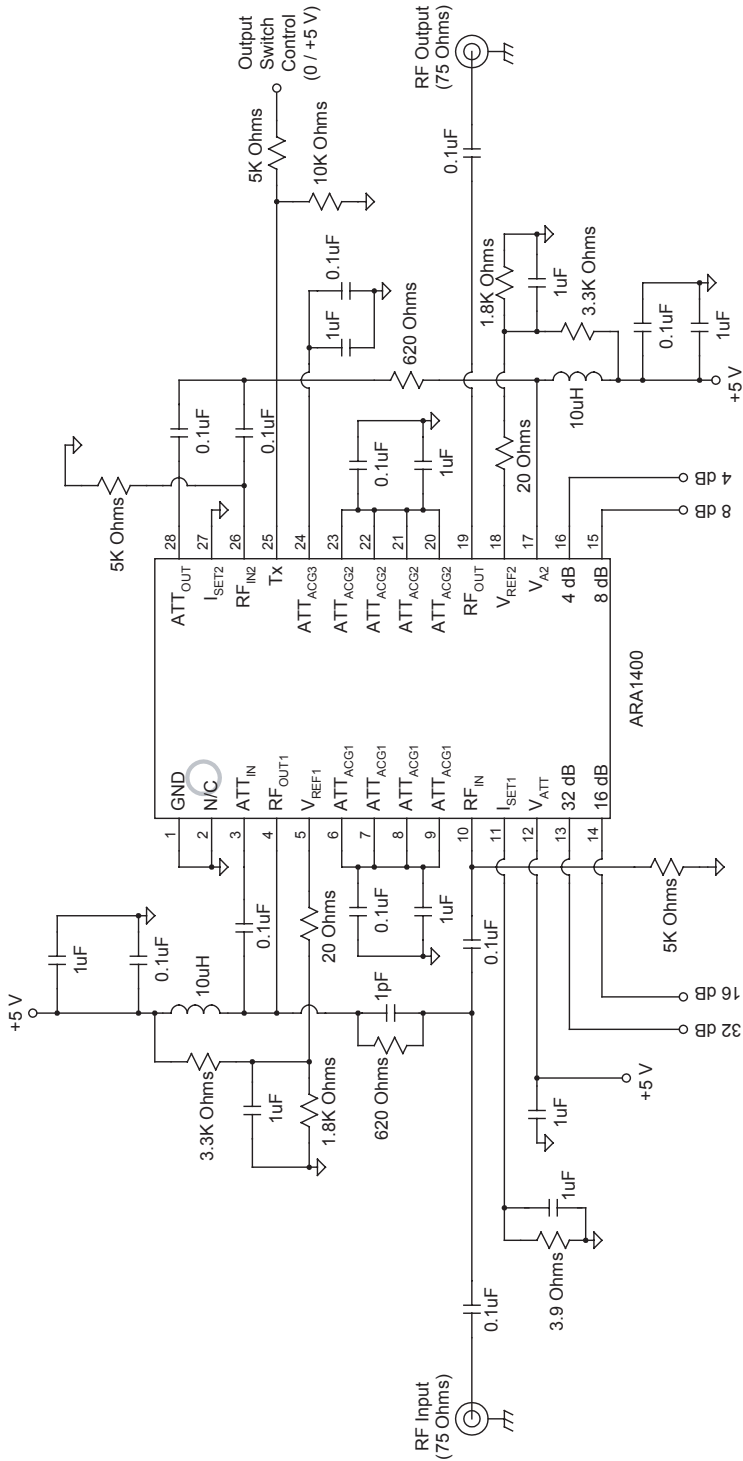 +5 V
1uF
0.1uF
10uH
3.3K Ohms
1uF
1.8K Ohms
0.1uF
20 Ohms
620 Ohms
1pF
0.1uF
1uF
0.1uF
RF Input
(75 Ohms)
0.1uF
3.9 Ohms
1uF
1uF
+5 V
32 dB
16 dB
5K Ohms
1 GND
2 N/C
3 ATT_IN
4 RF_OUT1
5 V_REF1
6 ATT_ACG1
7 ATT_ACG1
8 ATT_ACG1
9 ATT_ACG1
10 RF_IN
11 I_SET1
12 V_ATT
13 32 dB
14 16 dB
ATT_OUT 28
I_SET2 27
RF_IN2 26
Tx 25
ATT_ACG3 24
ATT_ACG2 23
ATT_ACG2 22
ATT_ACG2 21
ATT_ACG2 20
RF_OUT 19
V_REF2 18
V_A2 17
4 dB 16
8 dB 15
ARA1400
5K Ohms
0.1uF
0.1uF
5K Ohms
Output
Switch
Control
(0 / +5 V)
10K Ohms
1uF
0.1uF
620 Ohms
0.1uF
1uF
0.1uF
RF Output
(75 Ohms)
20 Ohms
1.8K Ohms
1uF
3.3K Ohms
10uH
0.1uF
1uF
+5 V
8 dB
4 dB